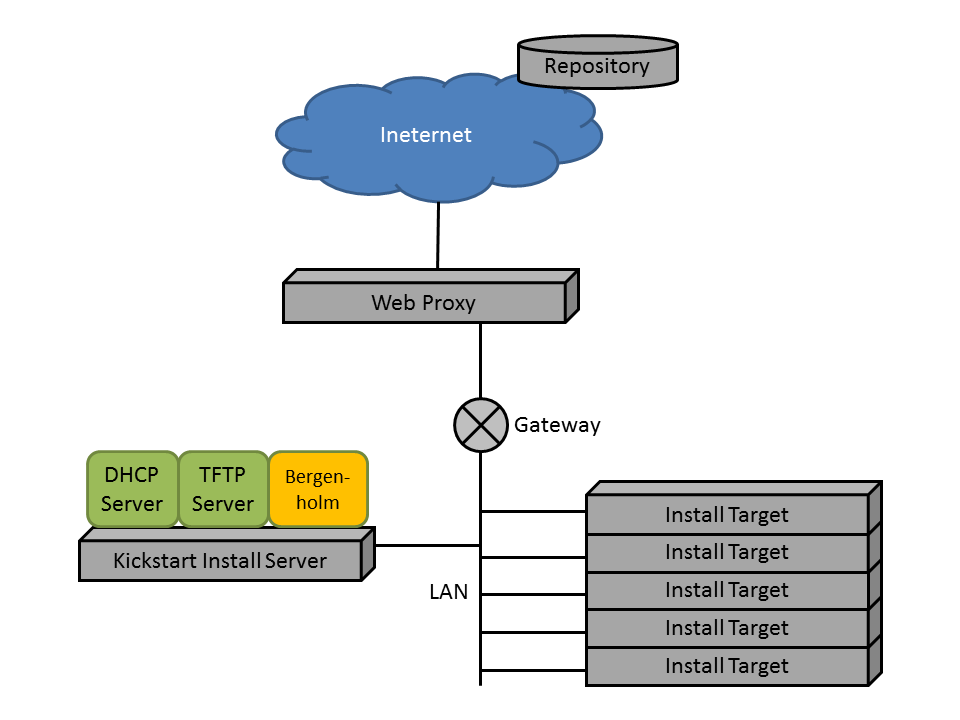 Repository
Ineternet
Web Proxy
Gateway
DHCP
Server
TFTP
Server
Bergen-
holm
Kickstart Install Server
LAN
Install Target
Install Target
Install Target
Install Target
Install Target